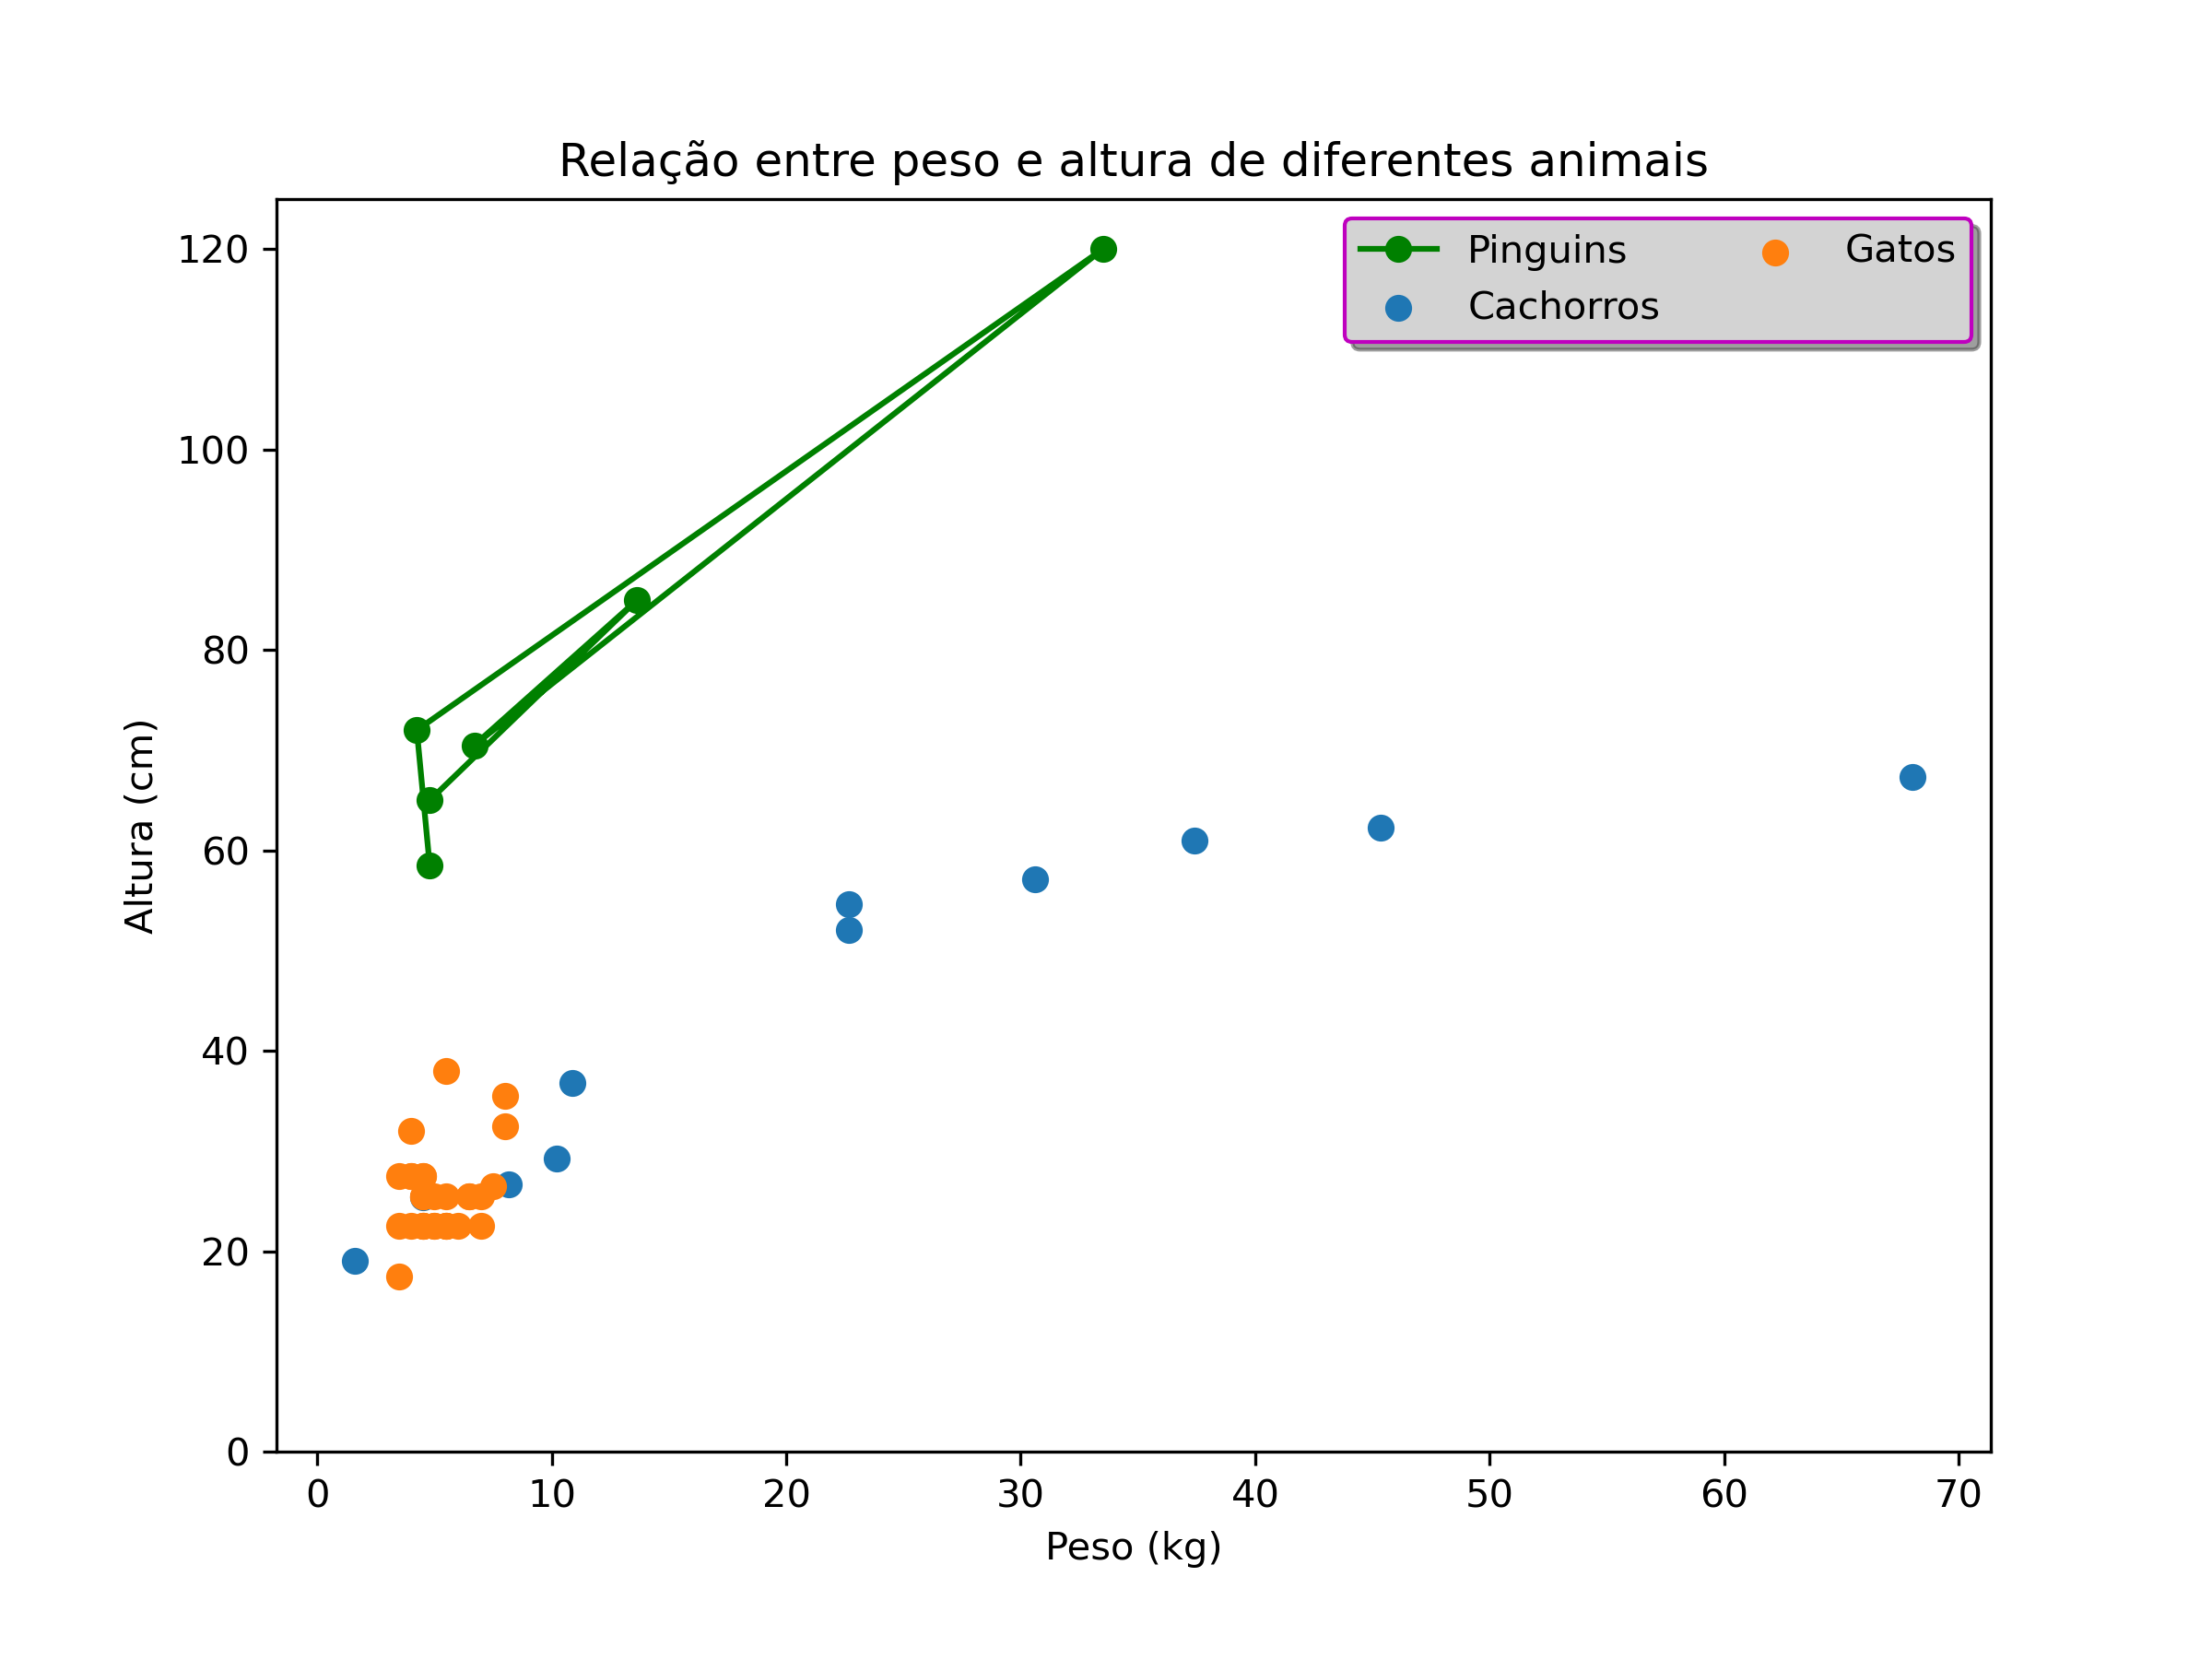 Relação entre peso e altura de diferentes animais
Pinguins
Cachorros
Gatos
120
100
80
60
40
20
0
Altura (cm)
0 10 20 30 40 50 60 70
Peso (kg)